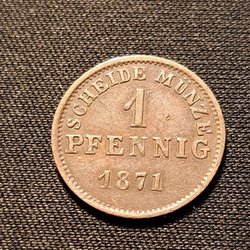 SCHEIDE MÜNZE
1
PFENNIG
1871